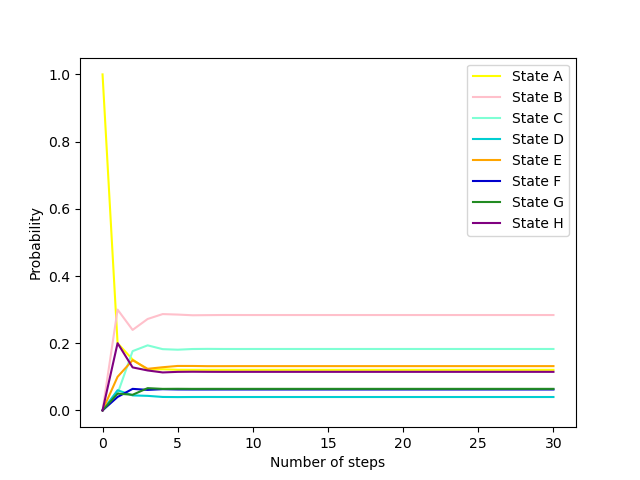 1.0
0.8
0.6
0.4
0.2
0.0
Probability
0 5 10 15 20 25 30
Number of steps
State A
State B
State C
State D
State E
State F
State G
State H